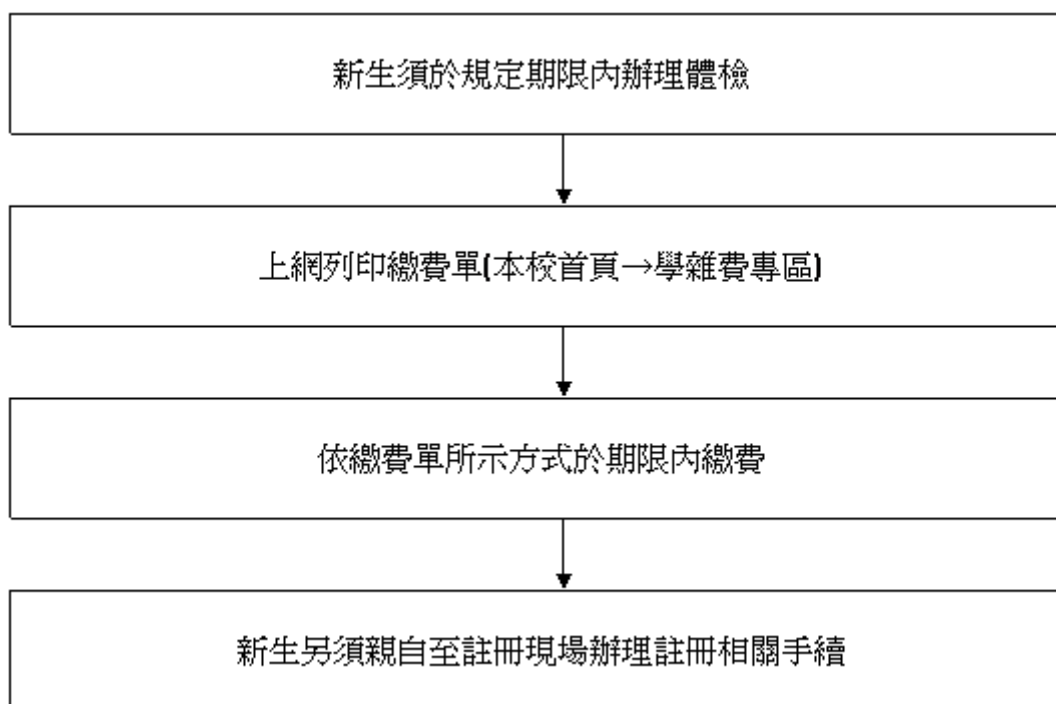 新生須於規定期限內辦理體檢
上網列印繳費單(本校首頁→學雜費專區)
依繳費單所示方式於期限內繳費
新生另須親自至註冊現場辦理註冊相關手續